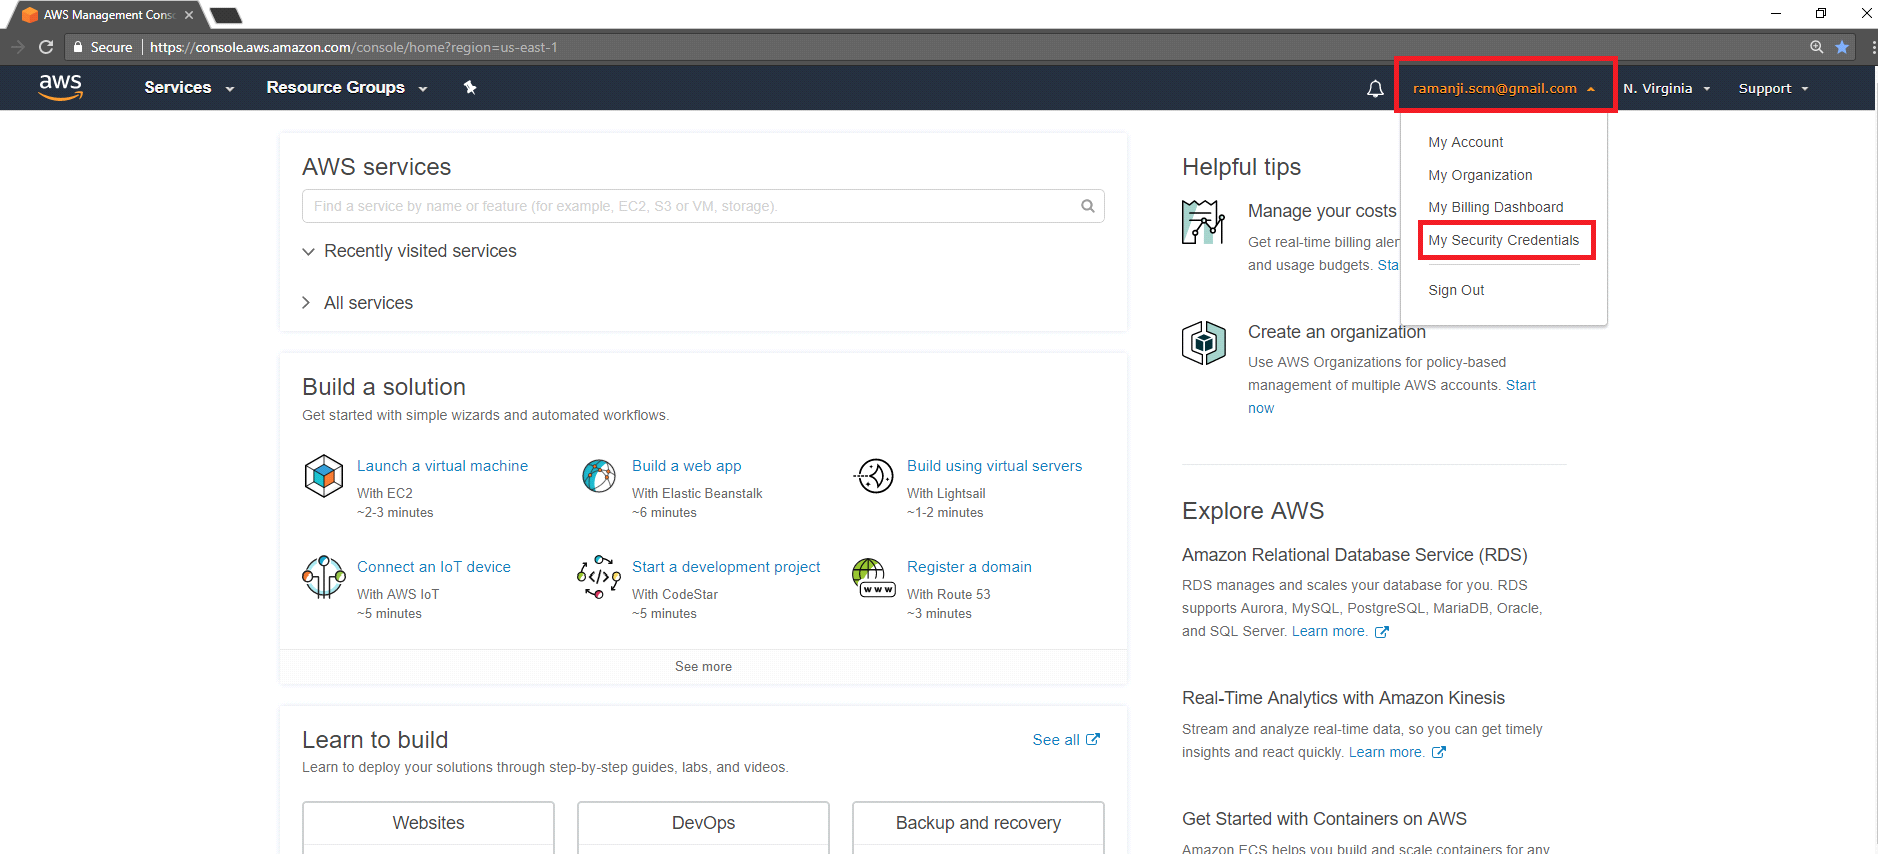 AWS Management Conso
Secure https://console.aws.amazon.com/console/home?region=us-east-1
aws Services Resource Groups ramanji.scm@gmail.com N. Virginia Support
My Account
My Organization
My Billing Dashboard
My Security Credentials
Sign Out
AWS services
Find a service by name or feature (for example, EC2, S3 or VM, storage).
Recently visited services
All services
Build a solution
Get started with simple wizards and automated workflows.
Launch a virtual machine
With EC2
~2-3 minutes
Build a web app
With Elastic Beanstalk
~6 minutes
Build using virtual servers
With Lightsail
~1-2 minutes
Connect an IoT device
With AWS IoT
~5 minutes
Start a development project
With CodeStar
~5 minutes
Register a domain
With Route 53
~3 minutes
See more
Learn to build
See all
Learn to deploy your solutions through step-by-step guides, labs, and videos.
Websites
DevOps
Backup and recovery
Helpful tips
Manage your costs
Get real-time billing aler
and usage budgets. Sta
Create an organization
Use AWS Organizations for policy-based
management of multiple AWS accounts. Start
now
Explore AWS
Amazon Relational Database Service (RDS)
RDS manages and scales your database for you. RDS
supports Aurora, MySQL, PostgreSQL, MariaDB, Oracle,
and SQL Server. Learn more.
Real-Time Analytics with Amazon Kinesis
Stream and analyze real-time data, so you can get timely
insights and react quickly. Learn more.
Get Started with Containers on AWS
Amazon ECS helps you build and scale containers for any